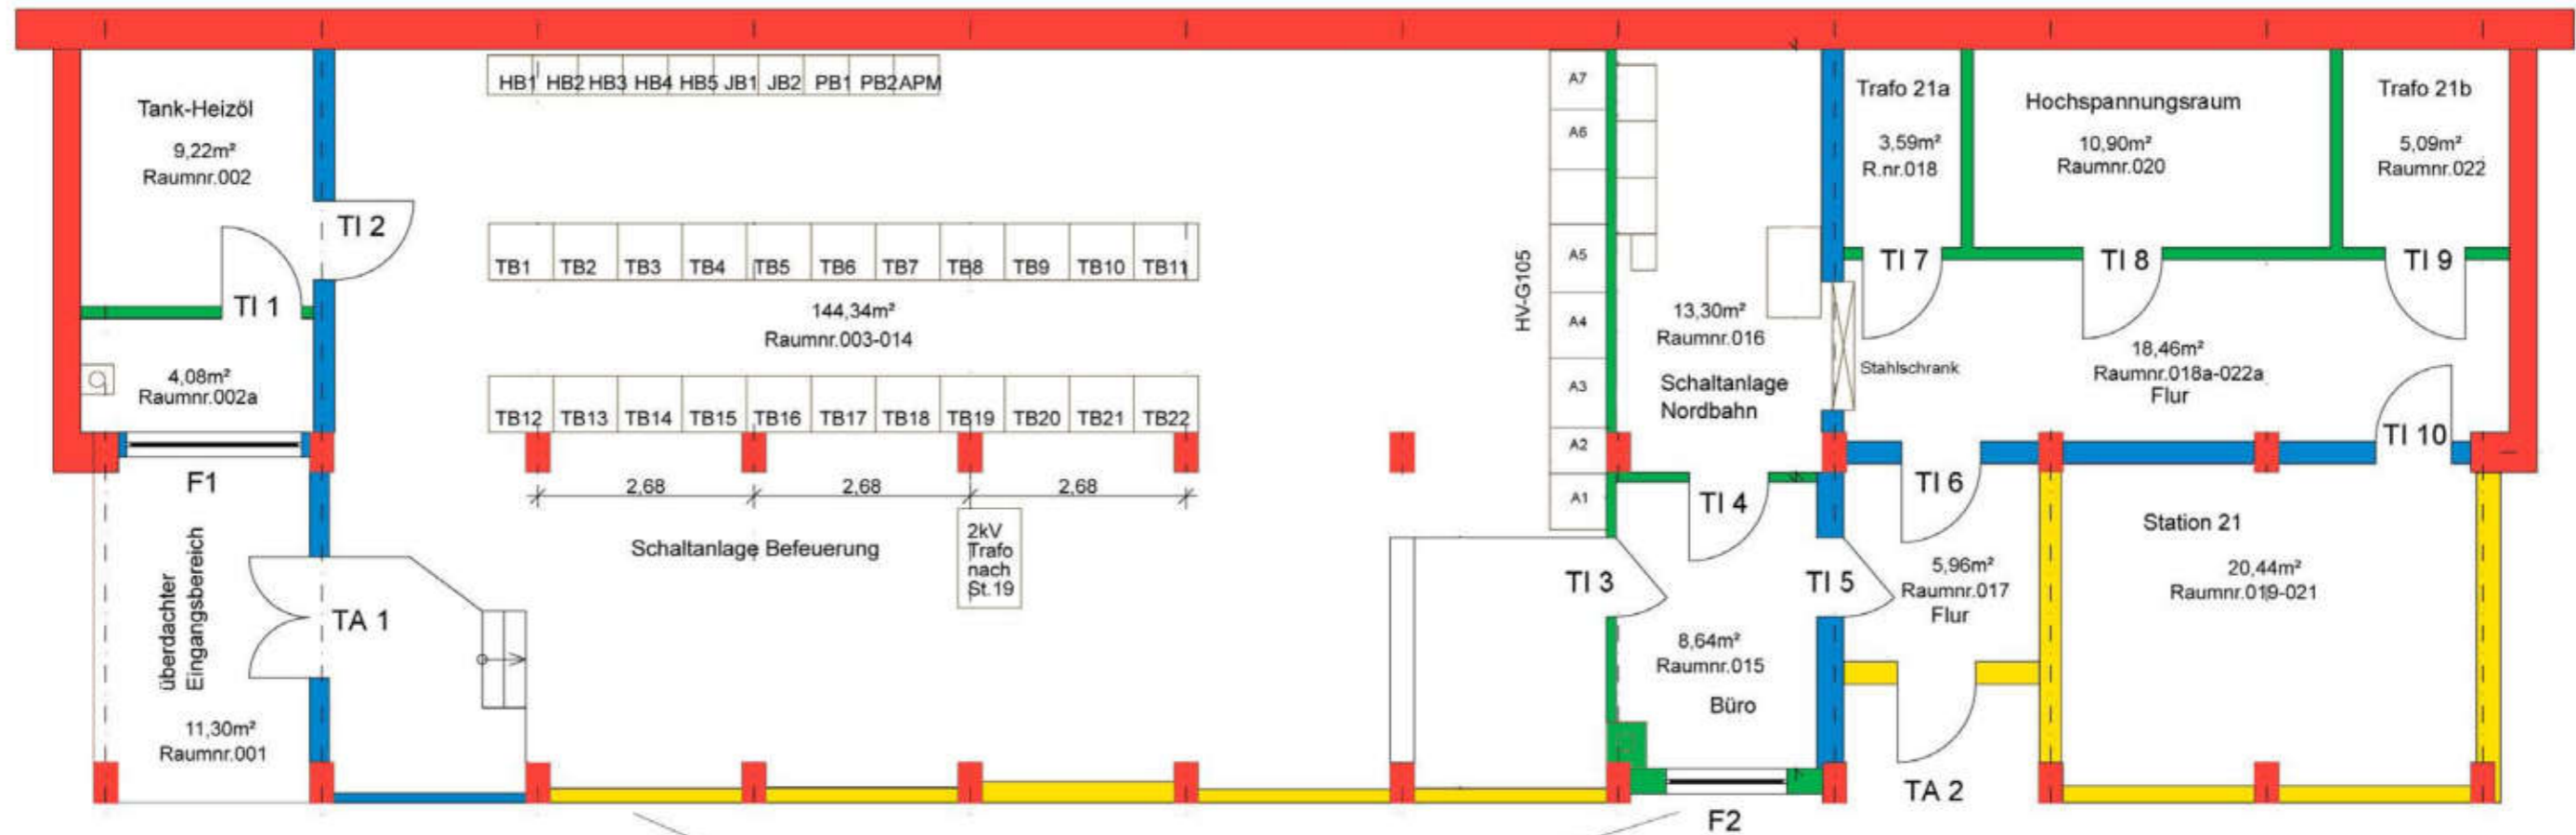 HB1 HB2 HB3 HB4 HB5 JB1 JB2 PB1 PB2 APM
Tank-Heizöl
9,22m²
Raumnr.002
TI 2
TI 1
4,08m²
Raumnr.002a
F1
überdachter
Eingangsbereich
11,30m²
Raumnr.001
TA 1
TB1 TB2 TB3 TB4 TB5 TB6 TB7 TB8 TB9 TB10 TB11
144,34m²
Raumnr.003-014
TB12 TB13 TB14 TB15 TB16 TB17 TB18 TB19 TB20 TB21 TB22
2,68 2,68 2,68
Schaltanlage Befeuerung
2kV
Trafo
nach
St.19
HV-G105
A7
A6
A5
A4
A3
A2
A1
13,30m²
Raumnr.016
Schaltanlage
Nordbahn
TI 4
TI 3
TI 5
8,64m²
Raumnr.015
Büro
F2
Trafo 21a
3,59m²
R.nr.018
TI 7
Hochspannungsraum
10,90m²
Raumnr.020
TI 8
Trafo 21b
5,09m²
Raumnr.022
TI 9
Stahlschrank
18,46m²
Raumnr.018a-022a
Flur
TI 10
TI 6
5,96m²
Raumnr.017
Flur
TA 2
Station 21
20,44m²
Raumnr.019-021